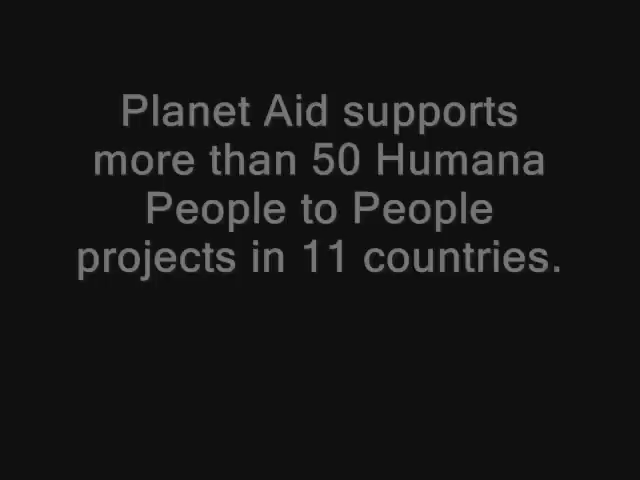 Planet Aid supports
more than 50 Humana
People to People
projects in 11 countries.